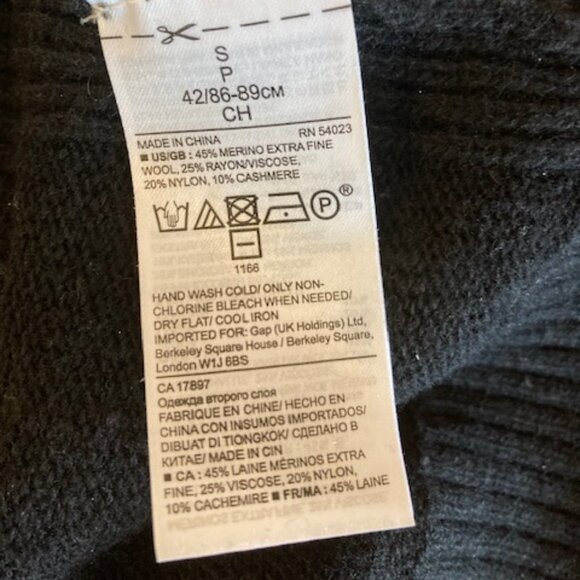 S
P
42/86-89CM
CH
MADE IN CHINA RN 54023
■ US/GB : 45% MERINO EXTRA FINE
WOOL, 25% RAYON/VISCOSE,
20% NYLON, 10% CASHMERE
P ®
1166
HAND WASH COLD/ ONLY NON-
CHLORINE BLEACH WHEN NEEDED/
DRY FLAT/ COOL IRON
IMPORTED FOR: Gap (UK Holdings) Ltd,
Berkeley Square House / Berkeley Square,
London W1J 6BS
CA 17897
Одежда второго слоя
FABRIQUE EN CHINE/ HECHO EN
CHINA CON INSUMOS IMPORTADOS/
DIBUAT DI TIONGKOK/ СДЕЛАНО В
КИТАЕ/ MADE IN CIN
■ CA : 45% LAINE MÉRINOS EXTRA
FINE, 25% VISCOSE, 20% NYLON,
10% CACHEMIRE ■ FR/MA : 45% LAINE